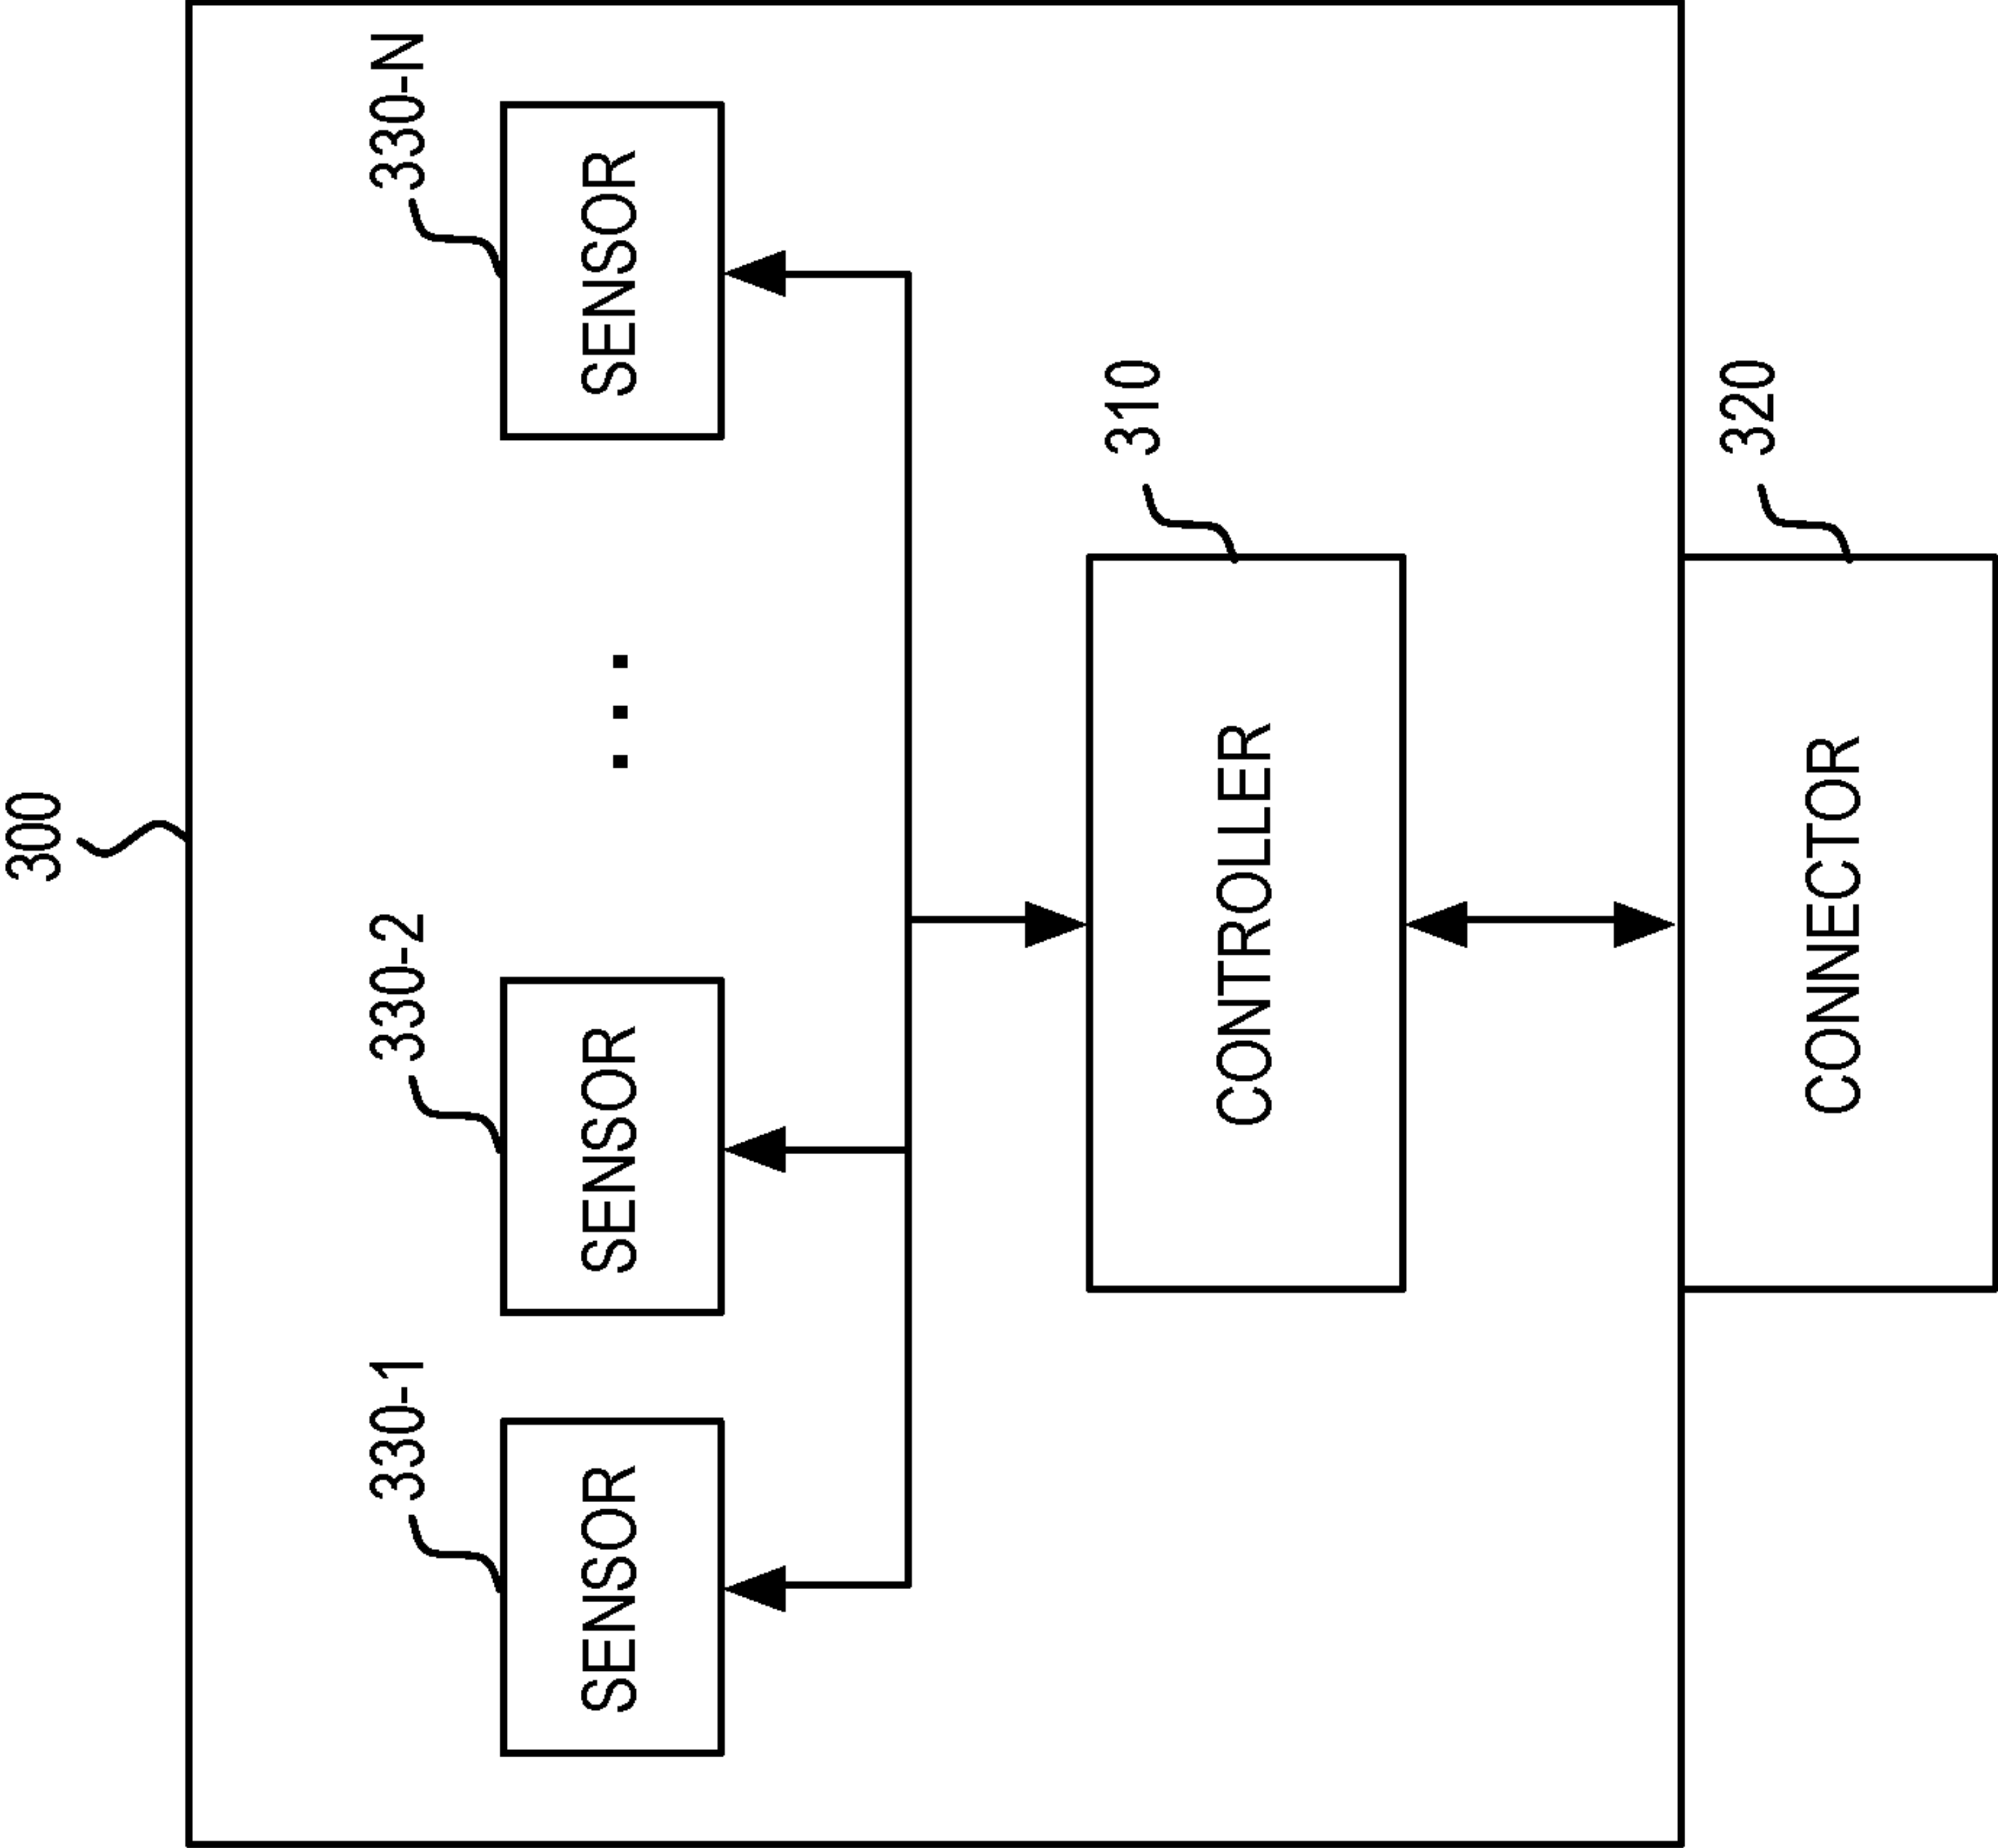 300
330-1
330-2
330-N
SENSOR
SENSOR
...
SENSOR
310
CONTROLLER
320
CONNECTOR